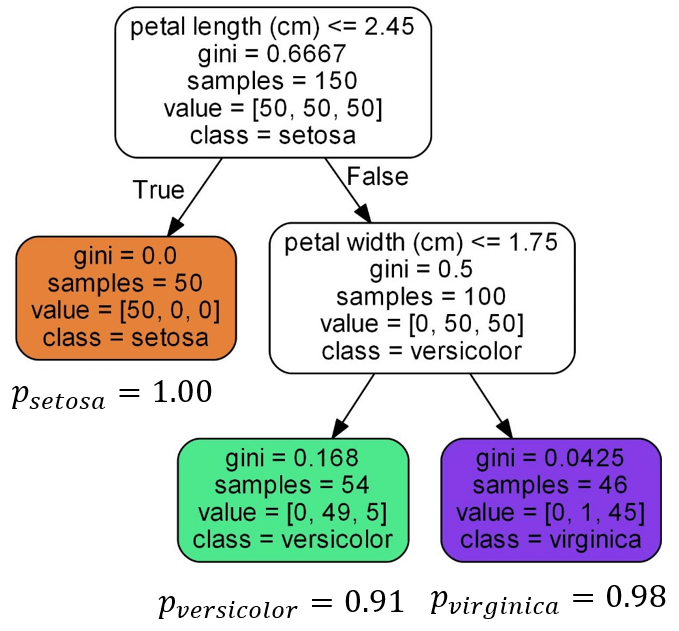 petal length (cm) <= 2.45
gini = 0.6667
samples = 150
value = [50, 50, 50]
class = setosa
True
False
gini = 0.0
samples = 50
value = [50, 0, 0]
class = setosa
petal width (cm) <= 1.75
gini = 0.5
samples = 100
value = [0, 50, 50]
class = versicolor
p_setosa = 1.00
gini = 0.168
samples = 54
value = [0, 49, 5]
class = versicolor
gini = 0.0425
samples = 46
value = [0, 1, 45]
class = virginica
p_versicolor = 0.91
p_virginica = 0.98